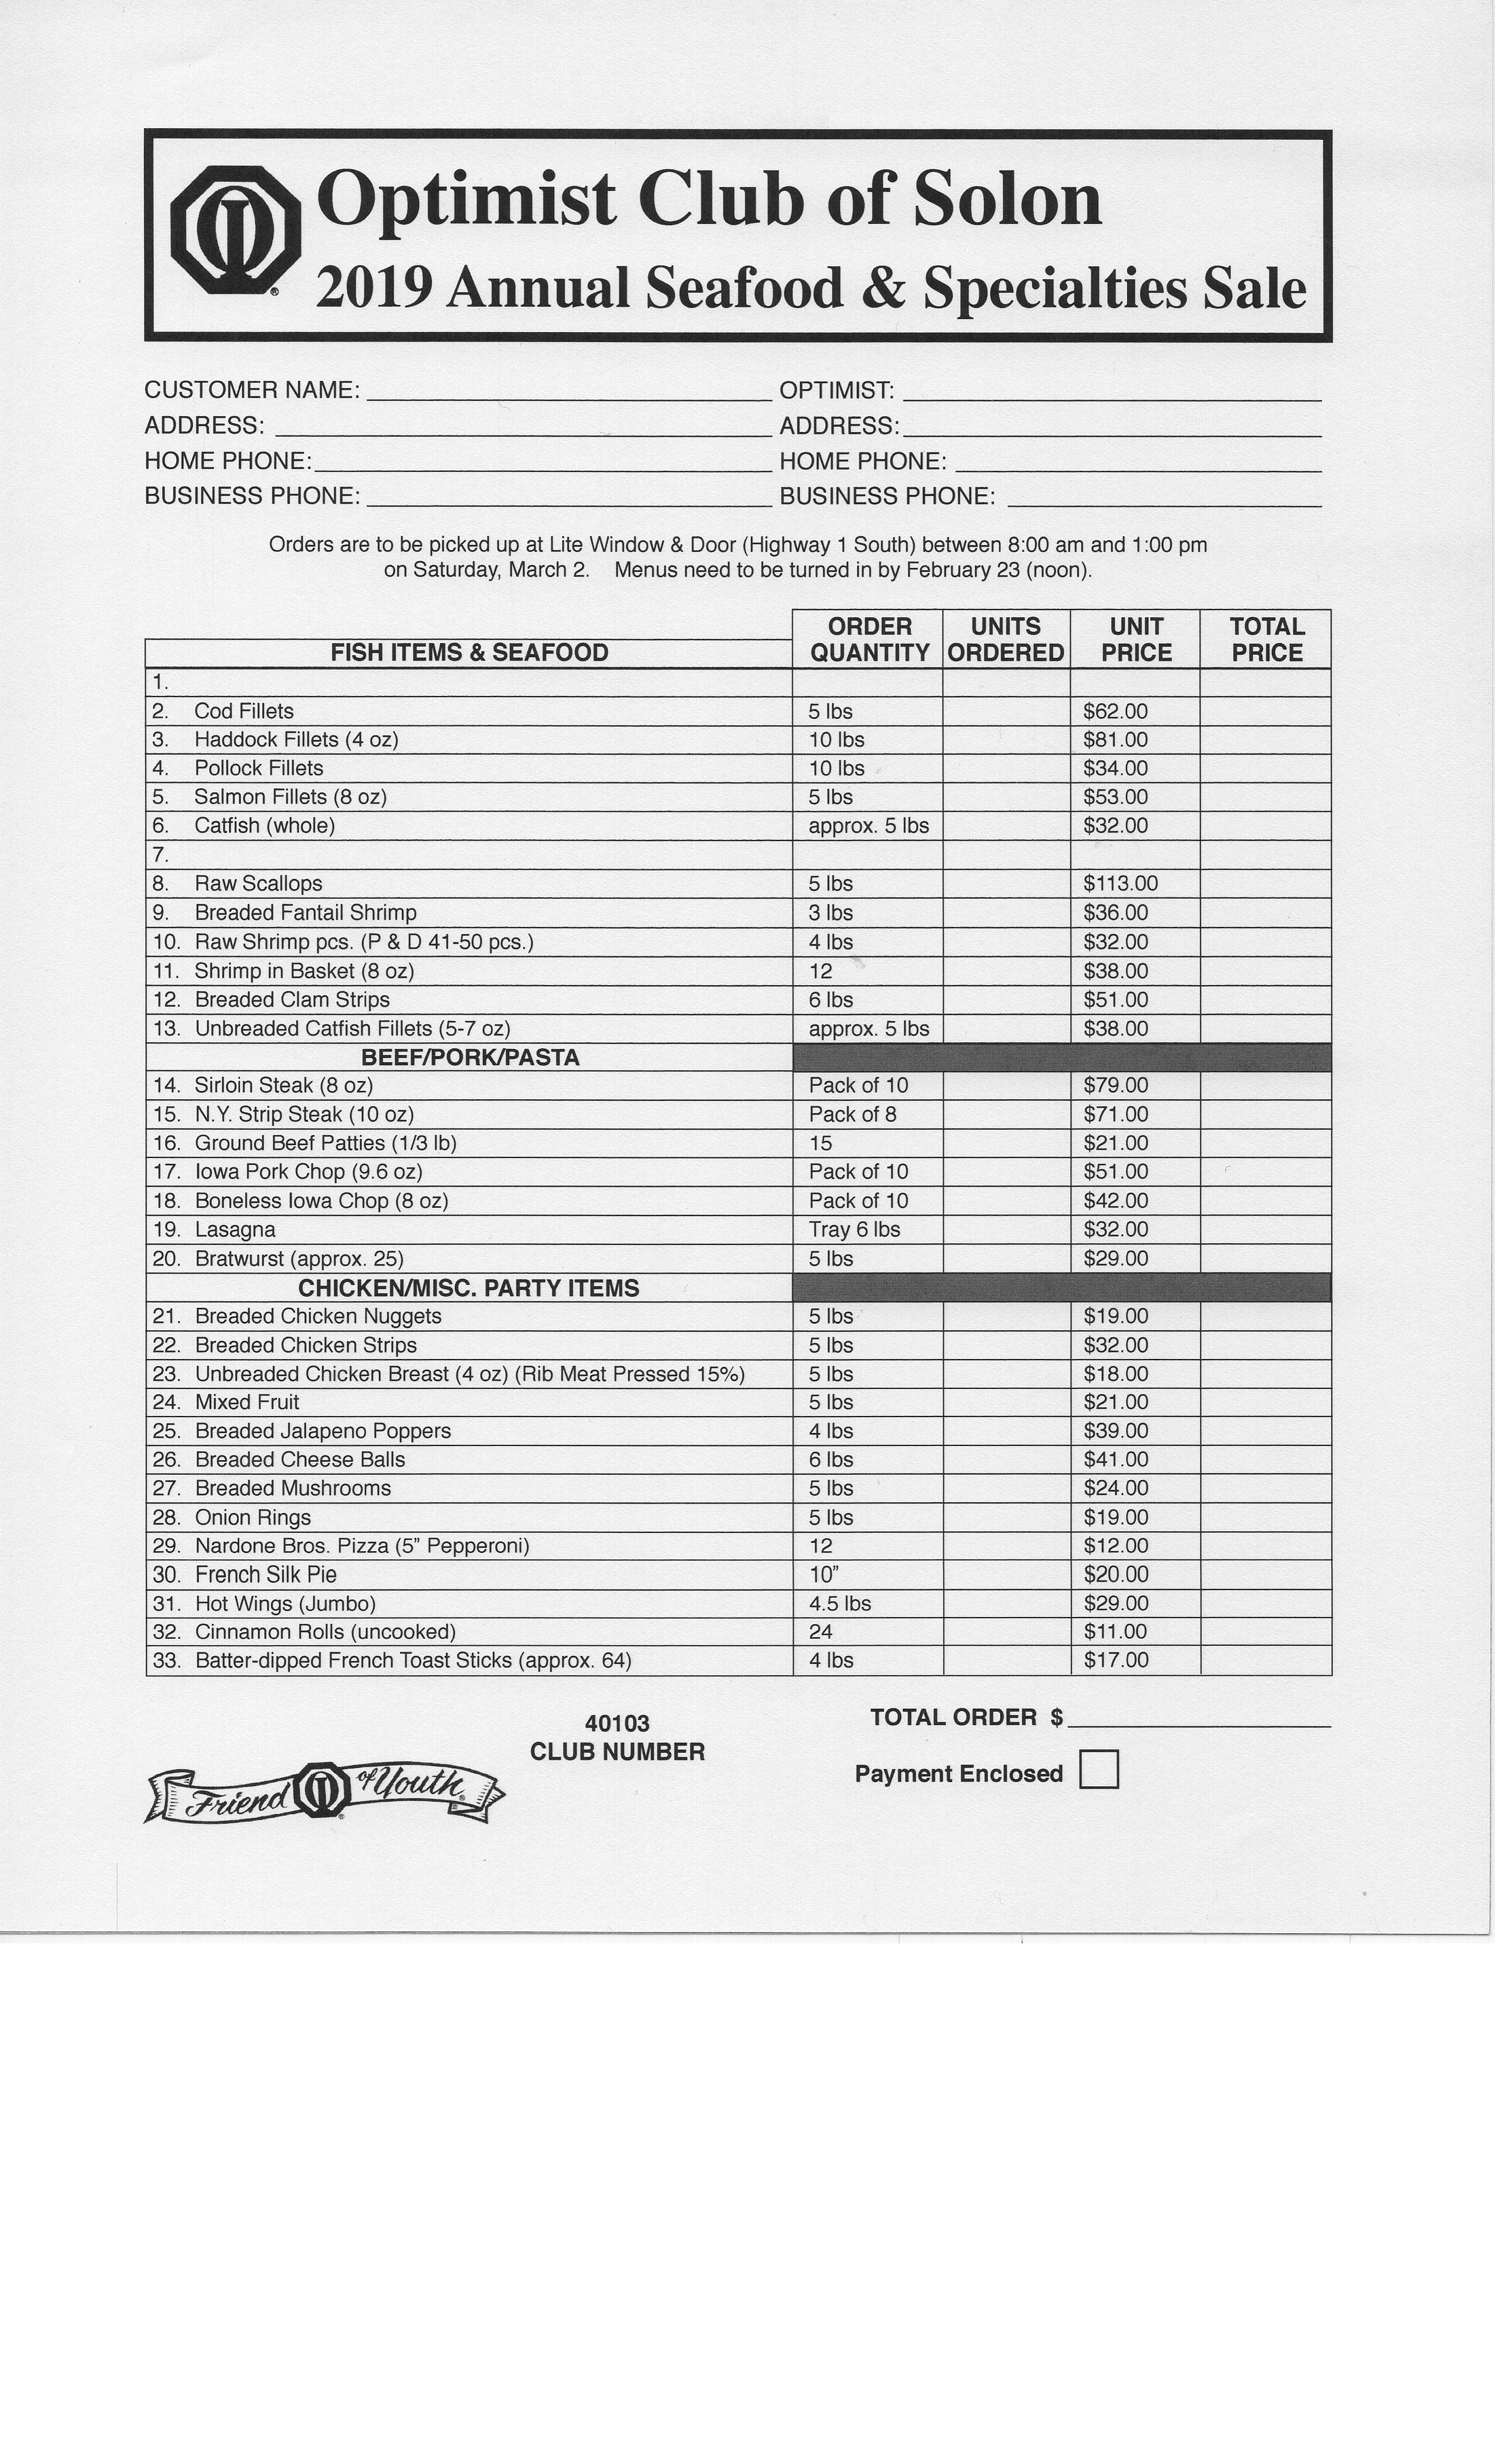 Optimist Club of Solon
2019 Annual Seafood & Specialties Sale
CUSTOMER NAME: OPTIMIST:
ADDRESS: ADDRESS:
HOME PHONE: HOME PHONE:
BUSINESS PHONE: BUSINESS PHONE:
Orders are to be picked up at Lite Window & Door (Highway 1 South) between 8:00 am and 1:00 pm
on Saturday, March 2. Menus need to be turned in by February 23 (noon).
FISH ITEMS & SEAFOOD ORDER QUANTITY UNITS ORDERED UNIT PRICE TOTAL PRICE
1.
2. Cod Fillets 5 lbs $62.00
3. Haddock Fillets (4 oz) 10 lbs $81.00
4. Pollock Fillets 10 lbs $34.00
5. Salmon Fillets (8 oz) 5 lbs $53.00
6. Catfish (whole) approx. 5 lbs $32.00
7.
8. Raw Scallops 5 lbs $113.00
9. Breaded Fantail Shrimp 3 lbs $36.00
10. Raw Shrimp pcs. (P & D 41-50 pcs.) 4 lbs $32.00
11. Shrimp in Basket (8 oz) 12 $38.00
12. Breaded Clam Strips 6 lbs $51.00
13. Unbreaded Catfish Fillets (5-7 oz) approx. 5 lbs $38.00
BEEF/PORK/PASTA
14. Sirloin Steak (8 oz) Pack of 10 $79.00
15. N.Y. Strip Steak (10 oz) Pack of 8 $71.00
16. Ground Beef Patties (1/3 lb) 15 $21.00
17. Iowa Pork Chop (9.6 oz) Pack of 10 $51.00
18. Boneless Iowa Chop (8 oz) Pack of 10 $42.00
19. Lasagna Tray 6 lbs $32.00
20. Bratwurst (approx. 25) 5 lbs $29.00
CHICKEN/MISC. PARTY ITEMS
21. Breaded Chicken Nuggets 5 lbs $19.00
22. Breaded Chicken Strips 5 lbs $32.00
23. Unbreaded Chicken Breast (4 oz) (Rib Meat Pressed 15%) 5 lbs $18.00
24. Mixed Fruit 5 lbs $21.00
25. Breaded Jalapeno Poppers 4 lbs $39.00
26. Breaded Cheese Balls 6 lbs $41.00
27. Breaded Mushrooms 5 lbs $24.00
28. Onion Rings 5 lbs $19.00
29. Nardone Bros. Pizza (5” Pepperoni) 12 $12.00
30. French Silk Pie 10” $20.00
31. Hot Wings (Jumbo) 4.5 lbs $29.00
32. Cinnamon Rolls (uncooked) 24 $11.00
33. Batter-dipped French Toast Sticks (approx. 64) 4 lbs $17.00
40103 TOTAL ORDER $
CLUB NUMBER
Payment Enclosed
Friend of Youth